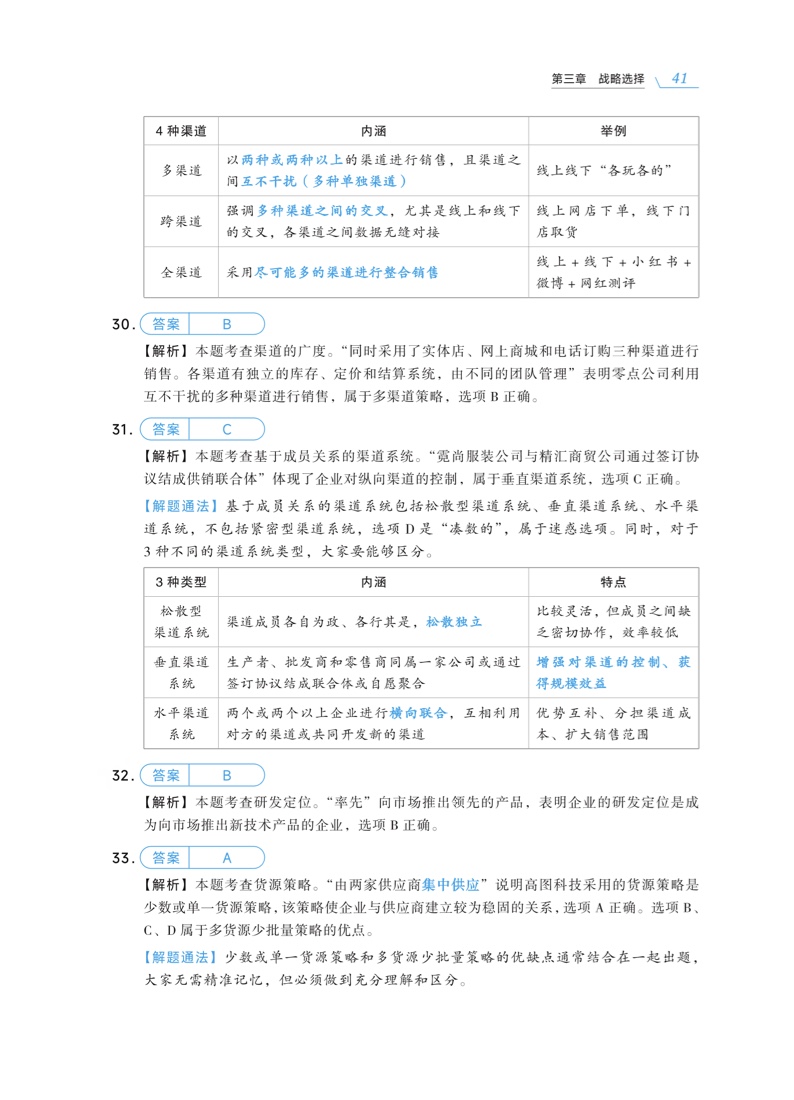 第三章 战略选择 41
4 种渠道 内涵 举例
多渠道 以两种或两种以上的渠道进行销售，且渠道之间互不干扰（多种单独渠道） 线上线下“各玩各的”
跨渠道 强调多种渠道之间的交叉，尤其是线上和线下的交叉，各渠道之间数据无缝对接 线上网店下单，线下门店取货
全渠道 采用尽可能多的渠道进行整合销售 线上 + 线下 + 小红书 + 微博 + 网红测评
30. 答案 B
【解析】本题考查渠道的广度。“同时采用了实体店、网上商城和电话订购三种渠道进行
销售。各渠道有独立的库存、定价和结算系统，由不同的团队管理”表明零点公司利用
互不干扰的多种渠道进行销售，属于多渠道策略，选项 B 正确。
31. 答案 C
【解析】本题考查基于成员关系的渠道系统。“霓尚服装公司与精汇商贸公司通过签订协
议结成供销联合体”体现了企业对纵向渠道的控制，属于垂直渠道系统，选项 C 正确。
【解题通法】基于成员关系的渠道系统包括松散型渠道系统、垂直渠道系统、水平渠
道系统，不包括紧密型渠道系统，选项 D 是“凑数的”，属于迷惑选项。同时，对于
3 种不同的渠道系统类型，大家要能够区分。
3 种类型 内涵 特点
松散型渠道系统 渠道成员各自为政、各行其是，松散独立 比较灵活，但成员之间缺乏密切协作，效率较低
垂直渠道系统 生产者、批发商和零售商同属一家公司或通过签订协议结成联合体或自愿聚合 增强对渠道的控制、获得规模效益
水平渠道系统 两个或两个以上企业进行横向联合，互相利用对方的渠道或共同开发新的渠道 优势互补、分担渠道成本、扩大销售范围
32. 答案 B
【解析】本题考查研发定位。“率先”向市场推出领先的产品，表明企业的研发定位是成
为向市场推出新技术产品的企业，选项 B 正确。
33. 答案 A
【解析】本题考查货源策略。“由两家供应商集中供应”说明高图科技采用的货源策略是
少数或单一货源策略，该策略使企业与供应商建立较为稳固的关系，选项 A 正确。选项 B、
C、D 属于多货源少批量策略的优点。
【解题通法】少数或单一货源策略和多货源少批量策略的优缺点通常结合在一起出题，
大家无需精准记忆，但必须做到充分理解和区分。